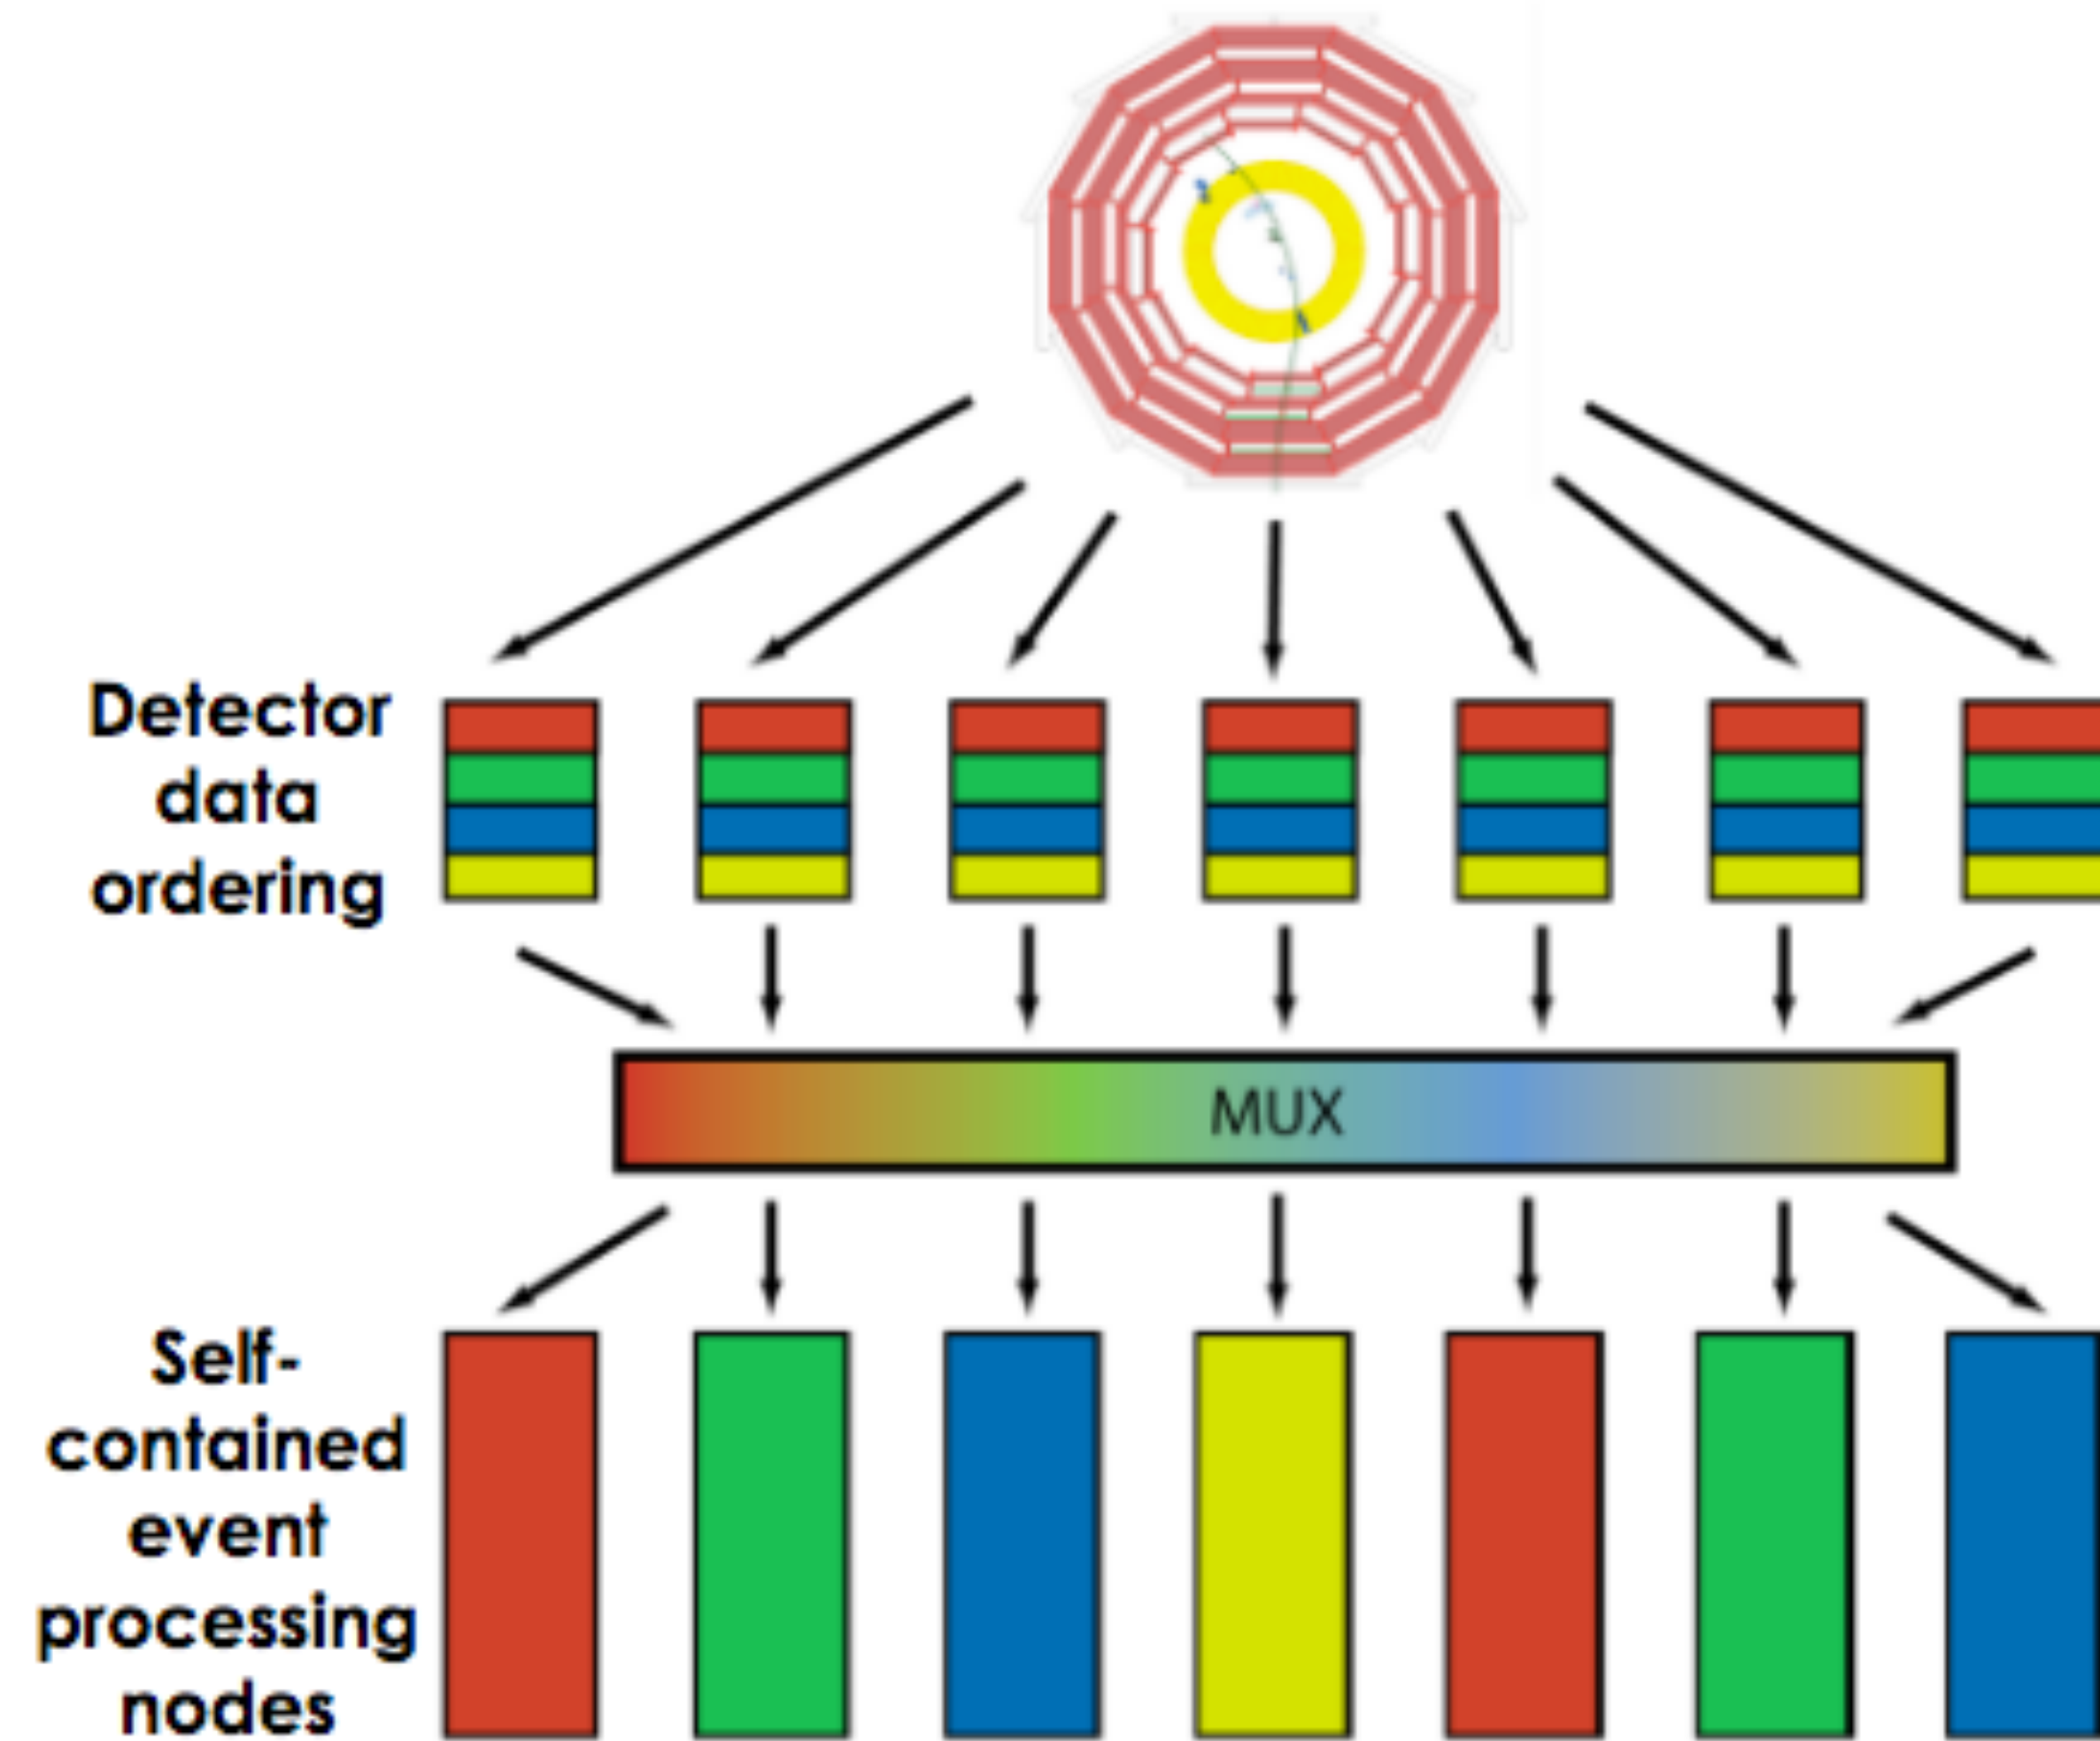 Detector
data
ordering
MUX
Self-
contained
event
processing
nodes